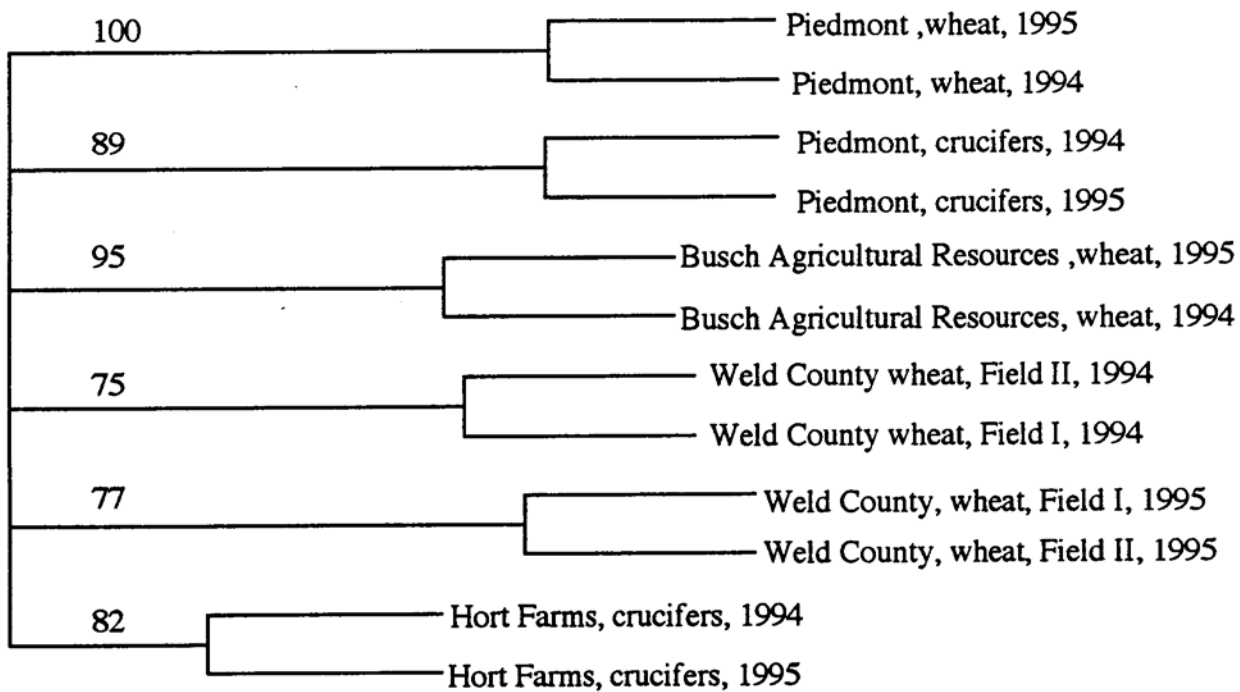 100
Piedmont ,wheat, 1995
Piedmont, wheat, 1994
89
Piedmont, crucifers, 1994
Piedmont, crucifers, 1995
95
Busch Agricultural Resources ,wheat, 1995
Busch Agricultural Resources, wheat, 1994
75
Weld County wheat, Field II, 1994
Weld County wheat, Field I, 1994
77
Weld County, wheat, Field I, 1995
Weld County, wheat, Field II, 1995
82
Hort Farms, crucifers, 1994
Hort Farms, crucifers, 1995